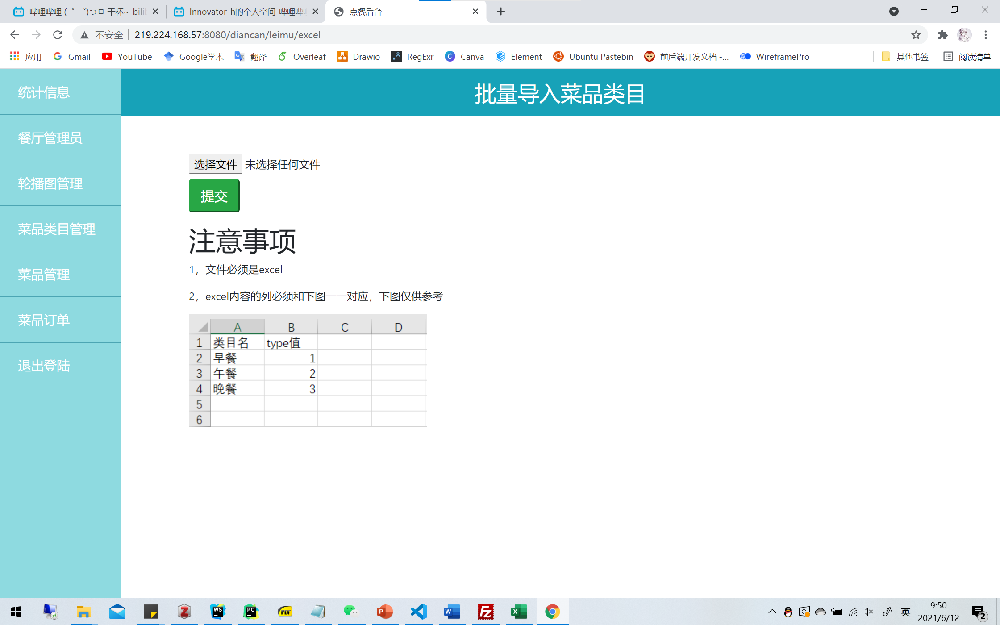 哔哩哔哩 (゜-゜)つロ 干杯~-bili
Innovator_h的个人空间_哔哩哔
点餐后台
不安全
219.224.168.57:8080/diancan/leimu/excel
应用
Gmail
YouTube
Google学术
翻译
Overleaf
Drawio
RegExr
Canva
Element
Ubuntu Pastebin
前后端开发文档 -...
WireframePro
其他书签
阅读清单
统计信息
餐厅管理员
轮播图管理
菜品类目管理
菜品管理
菜品订单
退出登陆
批量导入菜品类目
选择文件 未选择任何文件
提交
注意事项
1，文件必须是excel
2，excel内容的列必须和下图一一对应，下图仅供参考
A B C D
1 类目名 type值
2 早餐 1
3 午餐 2
4 晚餐 3
5
6
英
9:50
2021/6/12
2